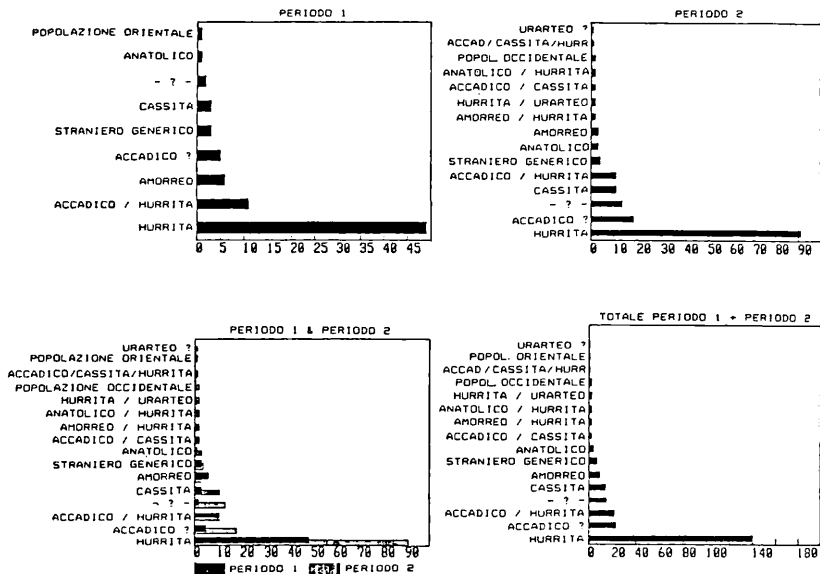 PERIODO 1
POPOLAZIONE ORIENTALE
ANATOLICO
- ? -
CASSITA
STRANIERO GENERICO
ACCADICO ?
AMORREO
ACCADICO / HURRITA
HURRITA
0 5 10 15 20 25 30 35 40 45
PERIODO 2
URARTEO ?
ACCAD/CASSITA/HURR
POPOL. OCCIDENTALE
ANATOLICO / HURRITA
ACCADICO / CASSITA
HURRITA / URARTEO
AMORREO / HURRITA
AMORREO
ANATOLICO
STRANIERO GENERICO
ACCADICO / HURRITA
CASSITA
- ? -
ACCADICO ?
HURRITA
0 10 20 30 40 50 60 70 80 90
PERIODO 1 & PERIODO 2
URARTEO ?
POPOLAZIONE ORIENTALE
ACCADICO/CASSITA/HURRITA
POPOLAZIONE OCCIDENTALE
HURRITA / URARTEO
ANATOLICO / HURRITA
AMORREO / HURRITA
ACCADICO / CASSITA
ANATOLICO
STRANIERO GENERICO
AMORREO
CASSITA
- ? -
ACCADICO / HURRITA
ACCADICO ?
HURRITA
0 10 20 30 40 50 60 70 80 90
PERIODO 1 PERIODO 2
TOTALE PERIODO 1 + PERIODO 2
URARTEO ?
POPOL. ORIENTALE
ACCAD/CASSITA/HURR
POPOL. OCCIDENTALE
HURRITA / URARTEO
ANATOLICO / HURRITA
AMORREO / HURRITA
ACCADICO / CASSITA
ANATOLICO
STRANIERO GENERICO
AMORREO
CASSITA
- ? -
ACCADICO / HURRITA
ACCADICO ?
HURRITA
0 20 40 60 80 100 140 180